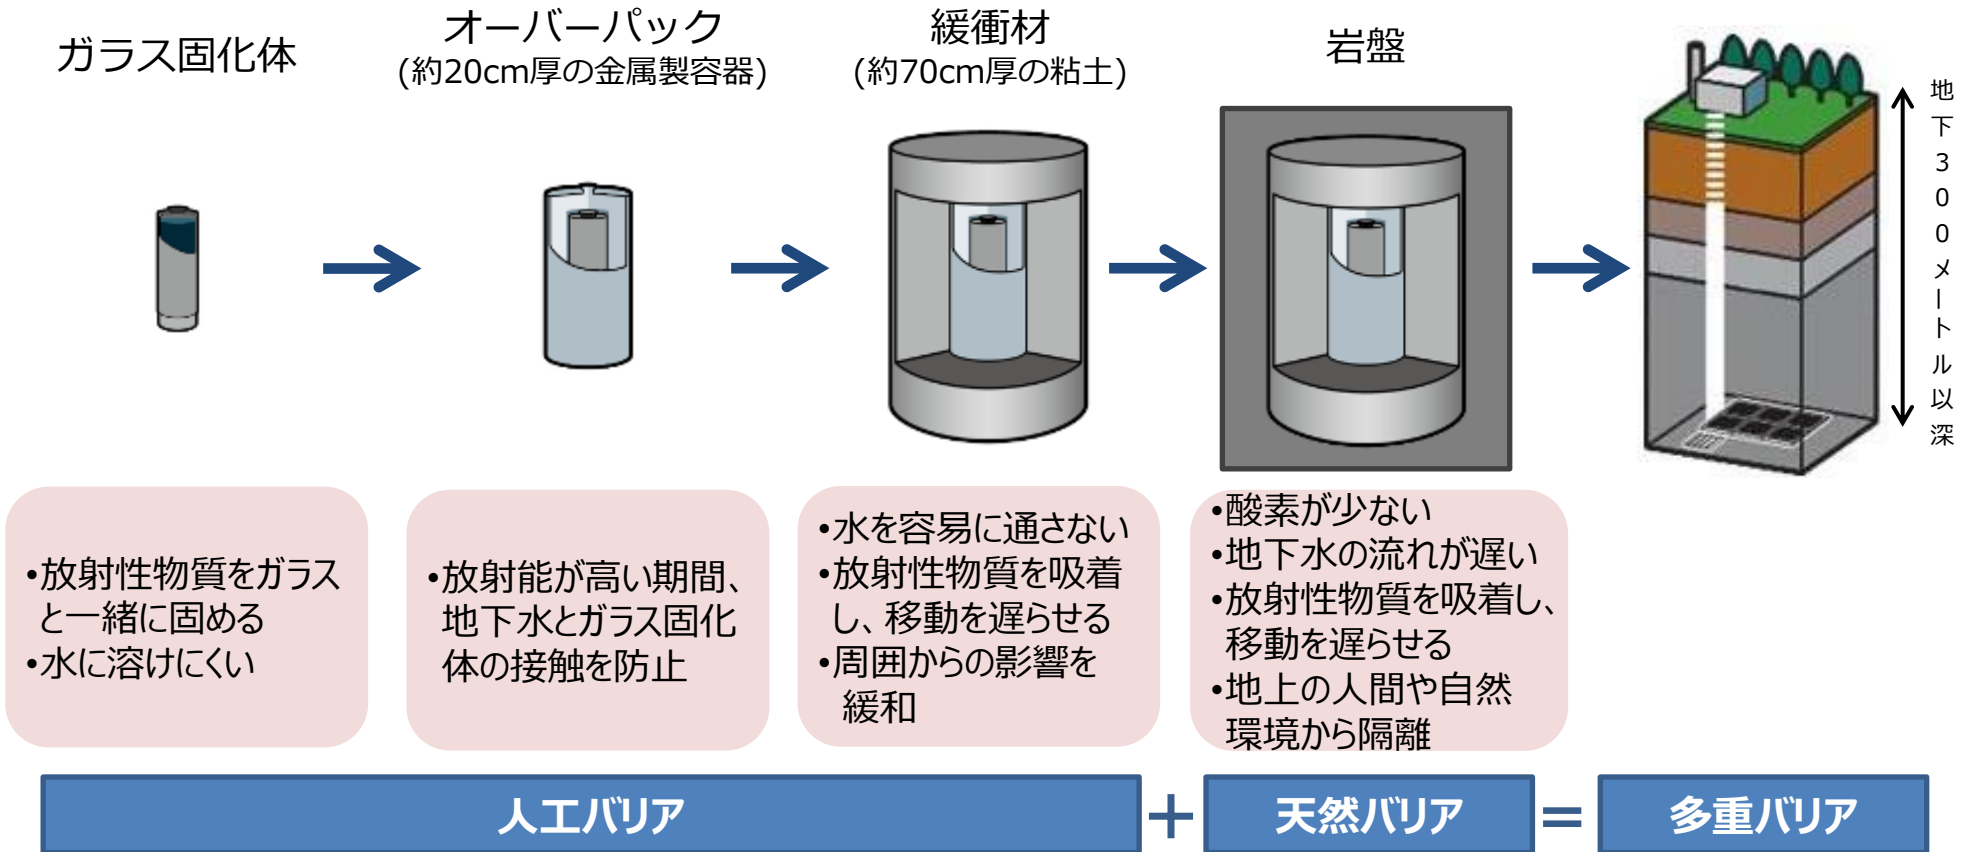 ガラス固化体
オーバーパック
(約20cm厚の金属製容器)
緩衝材
(約70cm厚の粘土)
岩盤
地下300メートル以深
•放射性物質をガラス
と一緒に固める
•水に溶けにくい
•放射能が高い期間、
地下水とガラス固化
体の接触を防止
•水を容易に通さない
•放射性物質を吸着
し、移動を遅らせる
•周囲からの影響を
緩和
•酸素が少ない
•地下水の流れが遅い
•放射性物質を吸着し、
移動を遅らせる
•地上の人間や自然
環境から隔離
人工バリア
+
天然バリア
=
多重バリア